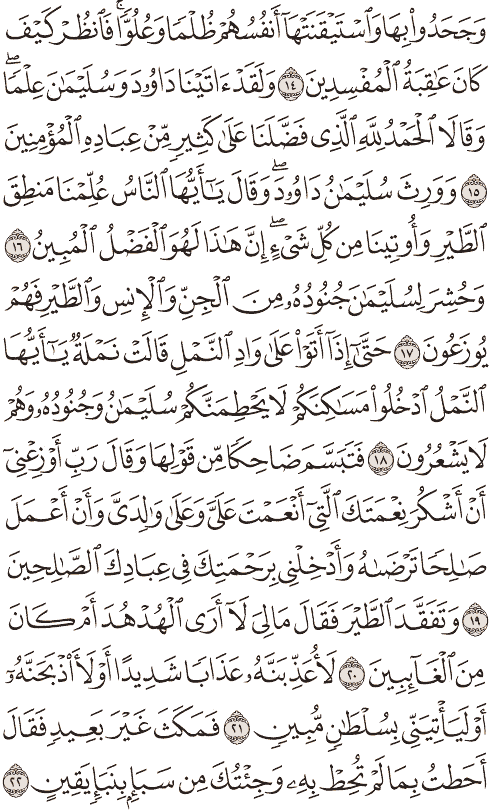 وَجَحَدُوا۟ بِهَا وَٱسْتَيْقَنَتْهَآ أَنفُسُهُمْ ظُلْمًا وَعُلُوًّا ۚ فَٱنظُرْ كَيْفَ
كَانَ عَٰقِبَةُ ٱلْمُفْسِدِينَ ١٤ وَلَقَدْ ءَاتَيْنَا دَاوُۥدَ وَسُلَيْمَٰنَ عِلْمًا ۖ
وَقَالَا ٱلْحَمْدُ لِلَّهِ ٱلَّذِى فَضَّلَنَا عَلَىٰ كَثِيرٍ مِّنْ عِبَادِهِ ٱلْمُؤْمِنِينَ
١٥ وَوَرِثَ سُلَيْمَٰنُ دَاوُۥدَ ۖ وَقَالَ يَٰٓأَيُّهَا ٱلنَّاسُ عُلِّمْنَا مَنطِقَ
ٱلطَّيْرِ وَأُوتِينَا مِن كُلِّ شَىْءٍ ۖ إِنَّ هَٰذَا لَهُوَ ٱلْفَضْلُ ٱلْمُبِينُ ١٦
وَحُشِرَ لِسُلَيْمَٰنَ جُنُودُهُۥ مِنَ ٱلْجِنِّ وَٱلْإِنسِ وَٱلطَّيْرِ فَهُمْ
يُوزَعُونَ ١٧ حَتَّىٰٓ إِذَآ أَتَوْا۟ عَلَىٰ وَادِ ٱلنَّمْلِ قَالَتْ نَمْلَةٌ يَٰٓأَيُّهَا
ٱلنَّمْلُ ٱدْخُلُوا۟ مَسَٰكِنَكُمْ لَا يَحْطِمَنَّكُمْ سُلَيْمَٰنُ وَجُنُودُهُۥ وَهُمْ
لَا يَشْعُرُونَ ١٨ فَتَبَسَّمَ ضَاحِكًا مِّن قَوْلِهَا وَقَالَ رَبِّ أَوْزِعْنِىٓ
أَنْ أَشْكُرَ نِعْمَتَكَ ٱلَّتِىٓ أَنْعَمْتَ عَلَىَّ وَعَلَىٰ وَٰلِدَىَّ وَأَنْ أَعْمَلَ
صَٰلِحًا تَرْضَىٰهُ وَأَدْخِلْنِى بِرَحْمَتِكَ فِى عِبَادِكَ ٱلصَّٰلِحِينَ
١٩ وَتَفَقَّدَ ٱلطَّيْرَ فَقَالَ مَالِىَ لَآ أَرَى ٱلْهُدْهُدَ أَمْ كَانَ
مِنَ ٱلْغَآئِبِينَ ٢٠ لَأُعَذِّبَنَّهُۥ عَذَابًا شَدِيدًا أَوْ لَأَا۟ذْبَحَنَّهُۥٓ
أَوْ لَيَأْتِيَنِّى بِسُلْطَٰنٍ مُّبِينٍ ٢١ فَمَكَثَ غَيْرَ بَعِيدٍ فَقَالَ
أَحَطتُ بِمَا لَمْ تُحِطْ بِهِۦ وَجِئْتُكَ مِن سَبَإٍۭ بِنَبَإٍ يَقِينٍ ٢٢